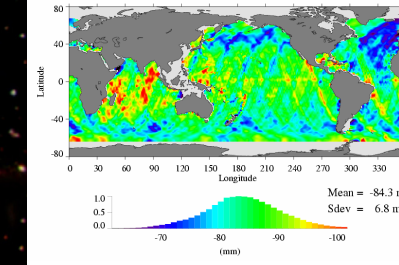 80
40
0
-40
-80
Latitude
0 30 60 90 120 150 180 210 240 270 300 330
Longitude
Mean = -84.3
Sdev = 6.8
1.0
0.5
0.0
-70 -80 -90 -100
(mm)